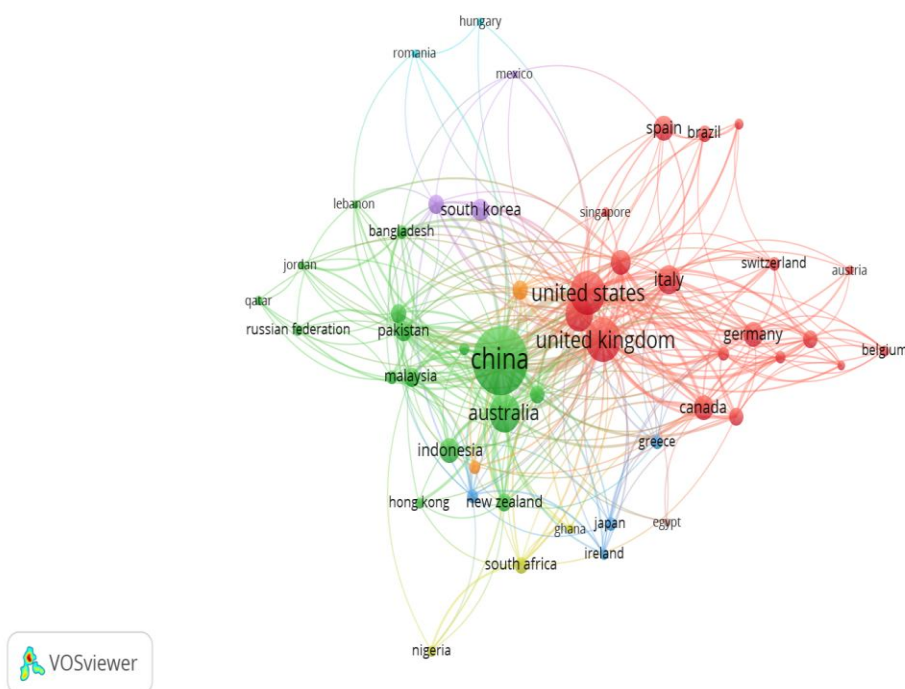 hungary
romania
mexico
spain
brazil
lebanon
south korea
singapore
bangladesh
jordan
switzerland
austria
italy
united states
qatar
russian federation
pakistan
united kingdom
germany
belgium
china
malaysia
australia
canada
indonesia
greece
hong kong
new zealand
ghana
japan
egypt
ireland
south africa
nigeria
VOSviewer